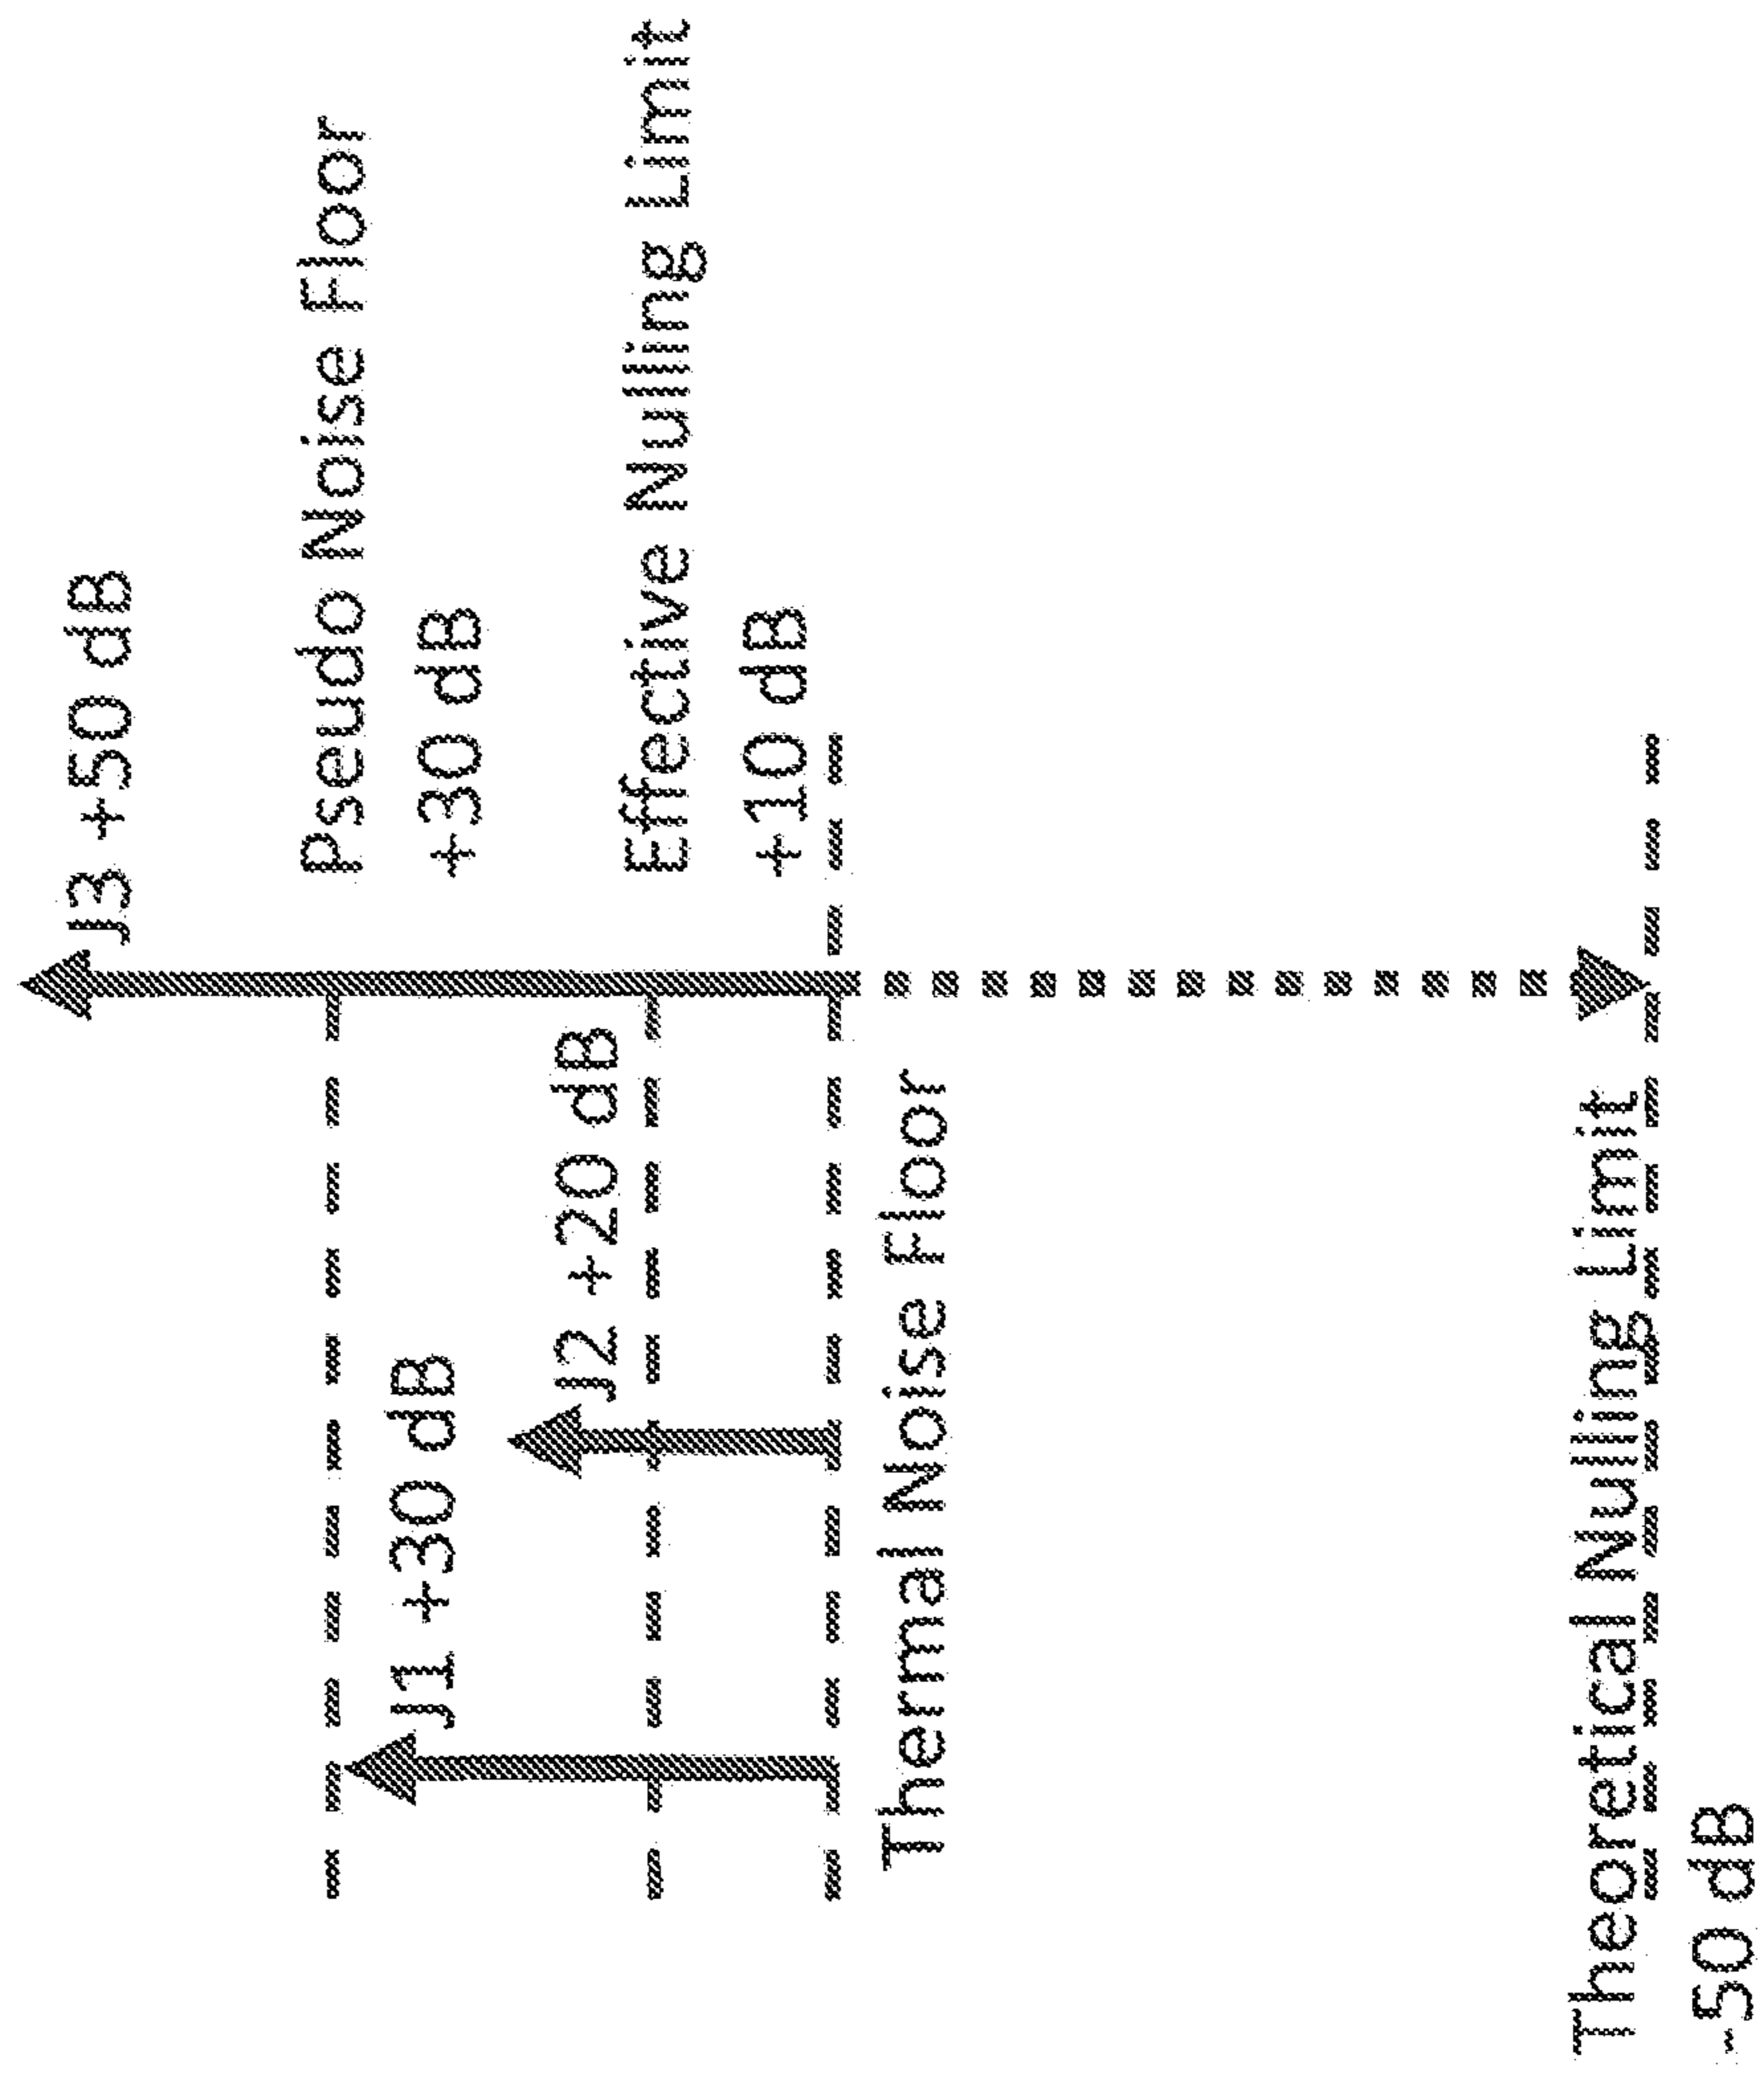 J3 +50 dB
Pseudo Noise Floor
+30 dB
J1 +30 dB
J2 +20 dB
Effective Nulling Limit
+10 dB
Thermal Noise Floor
Theoretical Nulling Limit
-50 dB